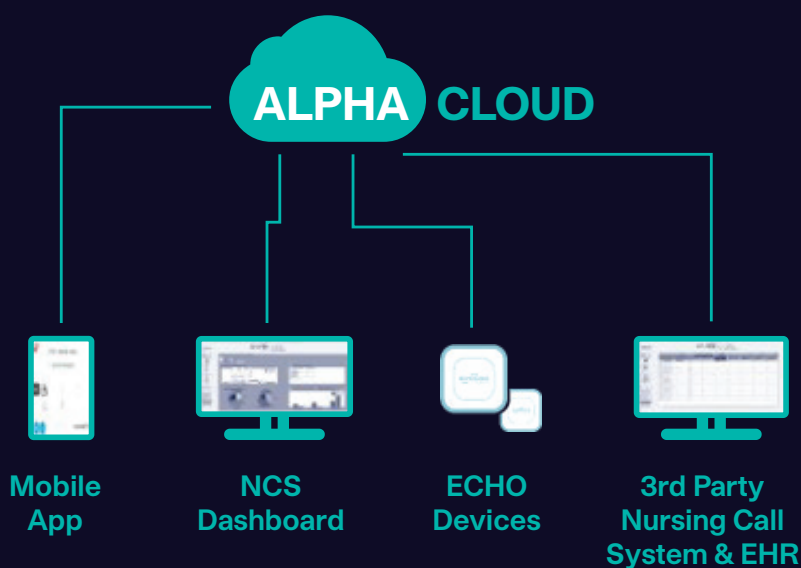 ALPHA CLOUD
Mobile
App
NCS
Dashboard
ECHO
Devices
3rd Party
Nursing Call
System & EHR